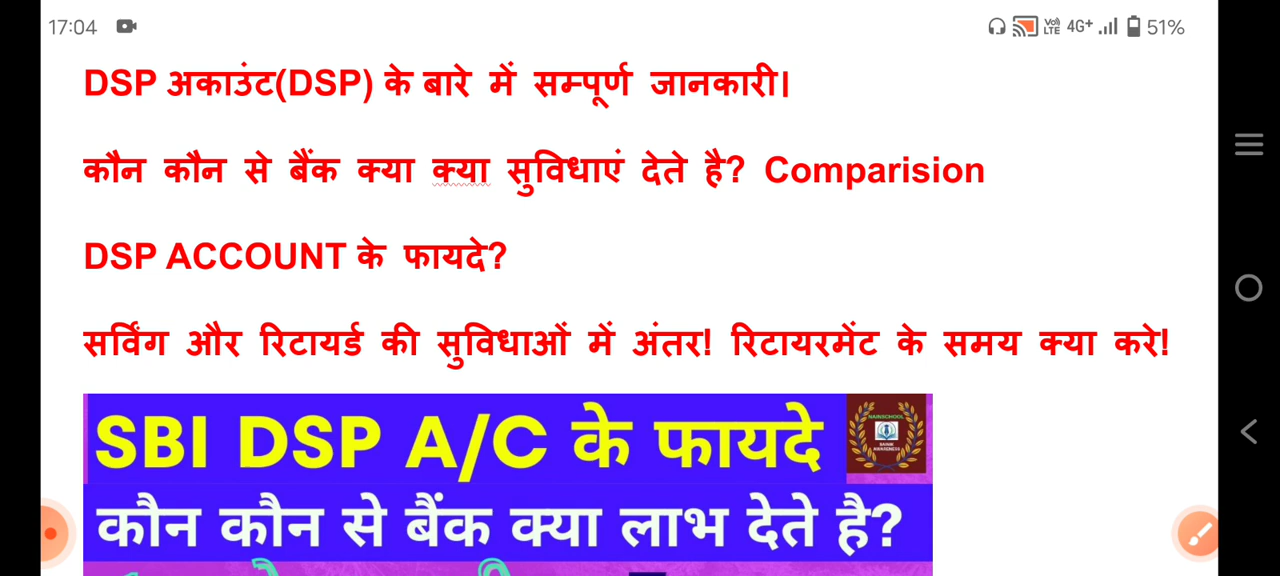 17:04
4G+ 51%
DSP अकाउंट(DSP) के बारे में सम्पूर्ण जानकारी।
कौन कौन से बैंक क्या क्या सुविधाएं देते है? Comparision
DSP ACCOUNT के फायदे?
सर्विंग और रिटायर्ड की सुविधाओं में अंतर! रिटायरमेंट के समय क्या करे!
SBI DSP A/C के फायदे
कौन कौन से बैंक क्या लाभ देते है?